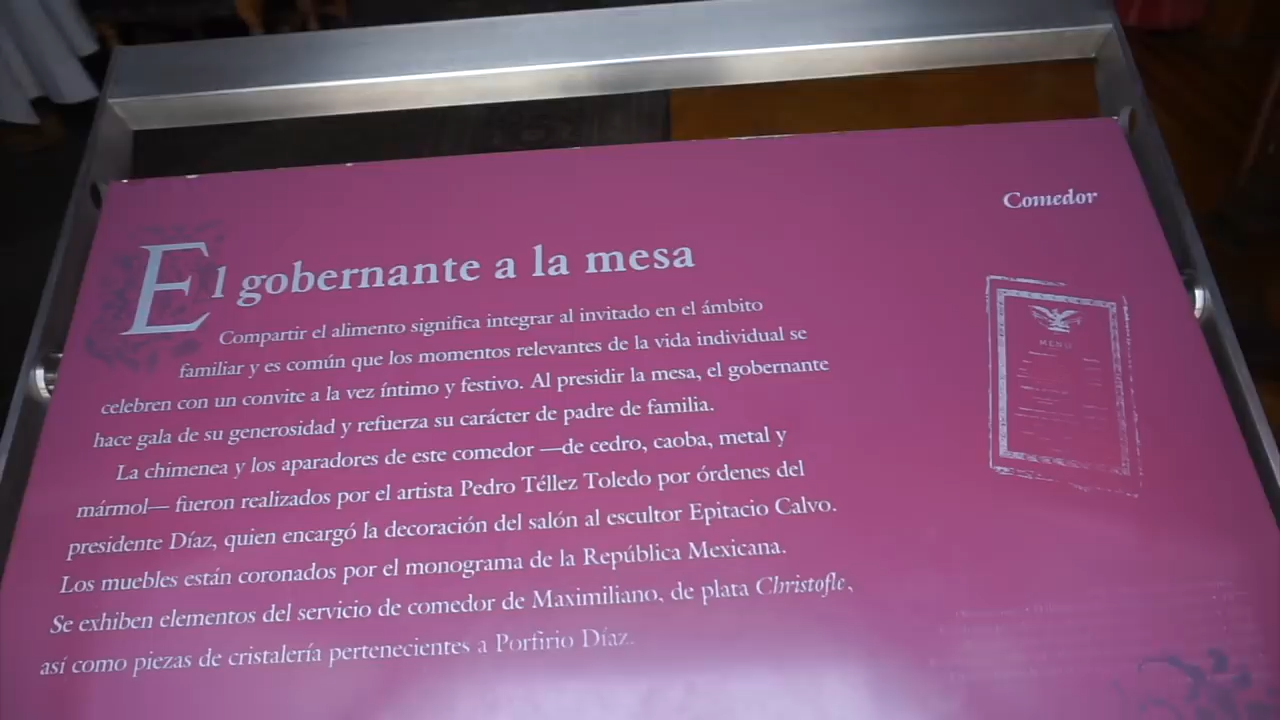 Comedor
El gobernante a la mesa
Compartir el alimento significa integrar al invitado en el ámbito
familiar y es común que los momentos relevantes de la vida individual se
celebren con un convite a la vez íntimo y festivo. Al presidir la mesa, el gobernante
hace gala de su generosidad y refuerza su carácter de padre de familia.
La chimenea y los aparadores de este comedor —de cedro, caoba, metal y
mármol— fueron realizados por el artista Pedro Téllez Toledo por órdenes del
presidente Díaz, quien encargó la decoración del salón al escultor Epitacio Calvo.
Los muebles están coronados por el monograma de la República Mexicana.
Se exhiben elementos del servicio de comedor de Maximiliano, de plata Christofle,
así como piezas de cristalería pertenecientes a Porfirio Díaz.
MENU